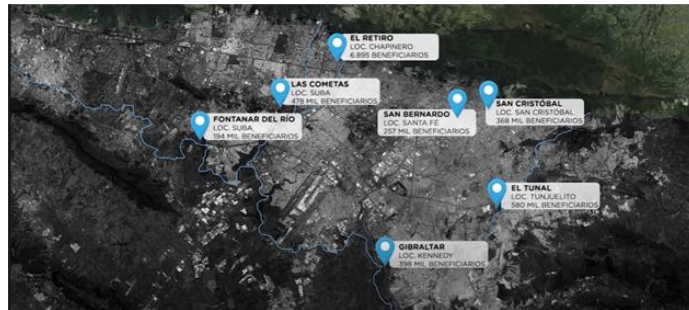 EL RETIRO
LOC. CHAPINERO
6.895 BENEFICIARIOS
LAS COMETAS
LOC. SUBA
478 MIL BENEFICIARIOS
FONTANAR DEL RÍO
LOC. SUBA
194 MIL BENEFICIARIOS
SAN BERNARDO
LOC. SANTA FÉ
257 MIL BENEFICIARIOS
SAN CRISTÓBAL
LOC. SAN CRISTÓBAL
368 MIL BENEFICIARIOS
EL TUNAL
LOC. TUNJUELITO
580 MIL BENEFICIARIOS
GIBRALTAR
LOC. KENNEDY
398 MIL BENEFICIARIOS